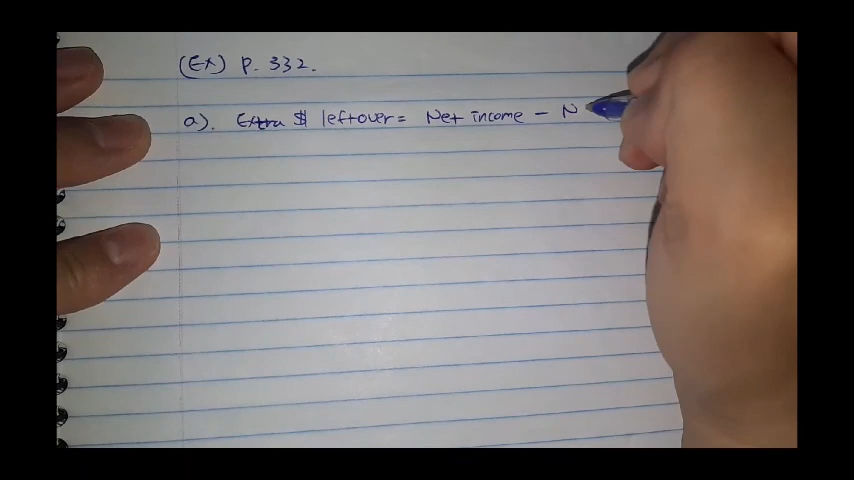 (Ex) P. 332.
a). Extra $ leftover = Net income - N